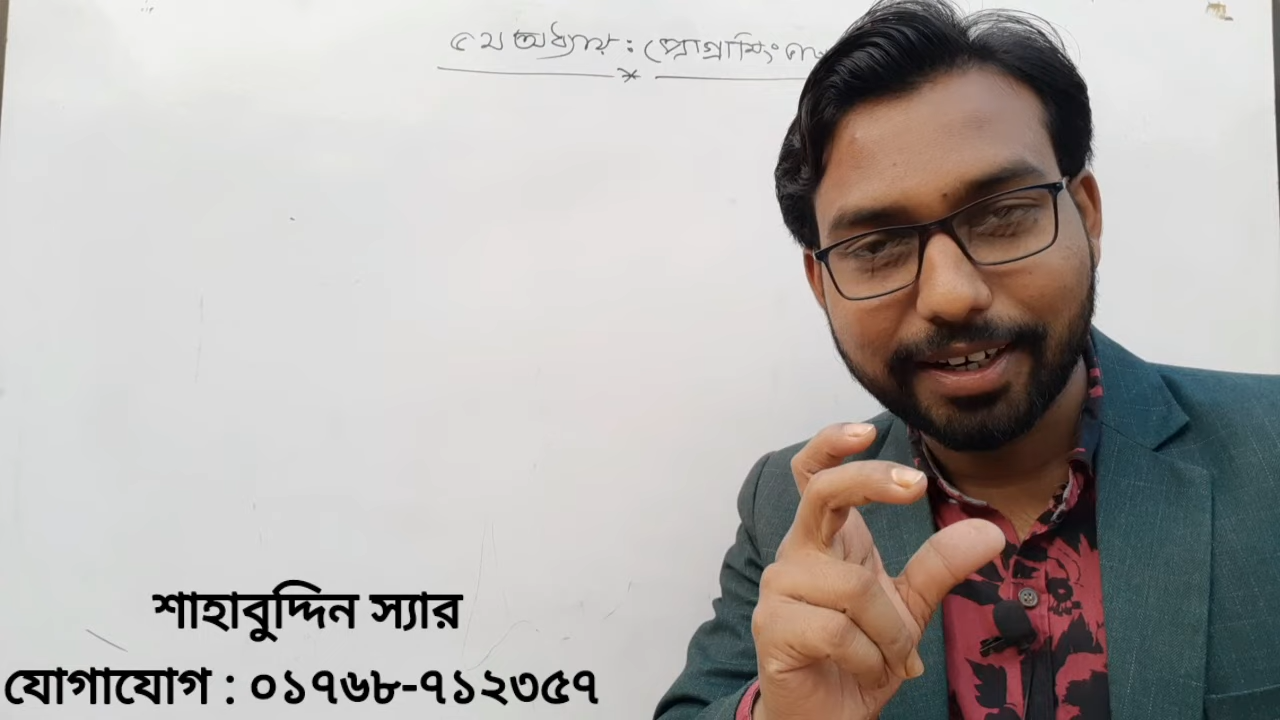 ৫ম অধ্যায় : প্রোগ্রামিং
শাহাবুদ্দিন স্যার
যোগাযোগ : ০১৭৬৮-৭১২৩৫৭